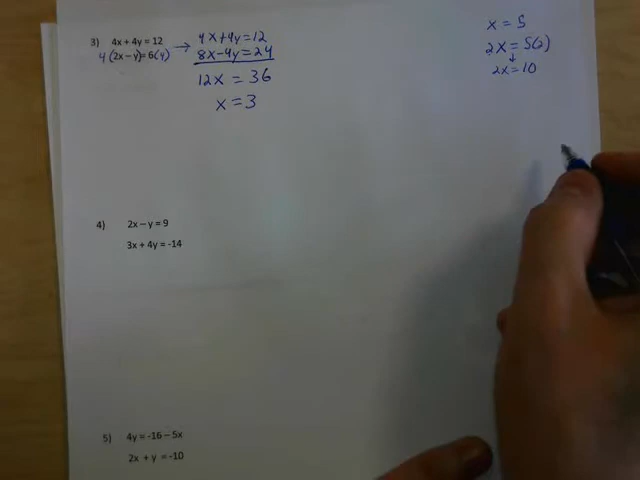 3) 4x + 4y = 12
4(2x – y) = 6(4) →
4x+4y=12
8x-4y=24
12x = 36
x = 3
x = 5
2x = 5(2)
↓
2x = 10
4) 2x – y = 9
3x + 4y = -14
5) 4y = -16 – 5x
2x + y = -10